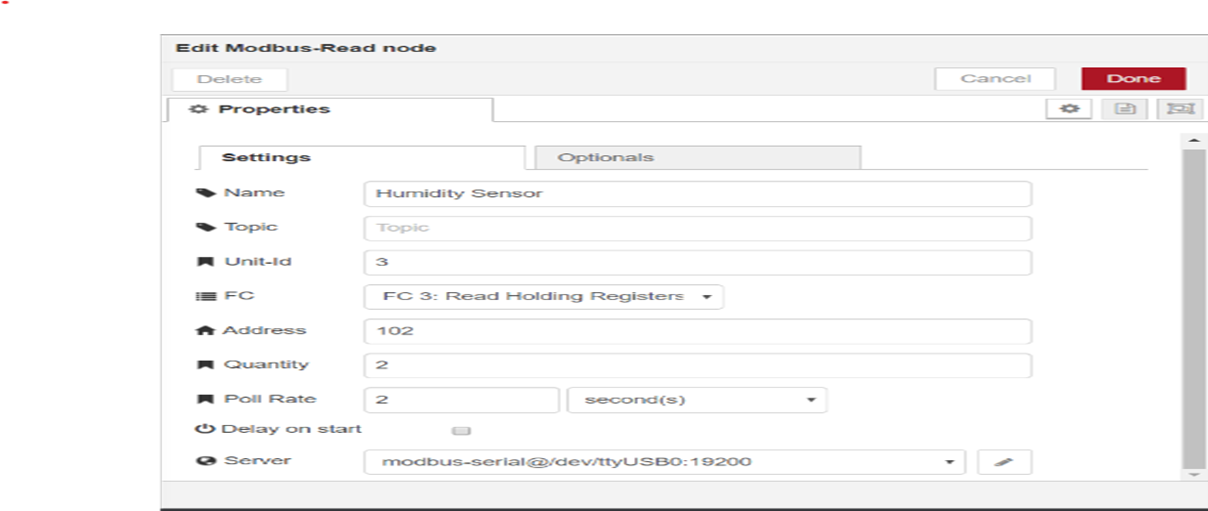 Edit Modbus-Read node
Delete Cancel Done
Properties
Settings Optionals
Name Humidity Sensor
Topic Topic
Unit-Id 3
FC FC 3: Read Holding Registers
Address 102
Quantity 2
Poll Rate 2 second(s)
Delay on start
Server modbus-serial@/dev/ttyUSB0:19200